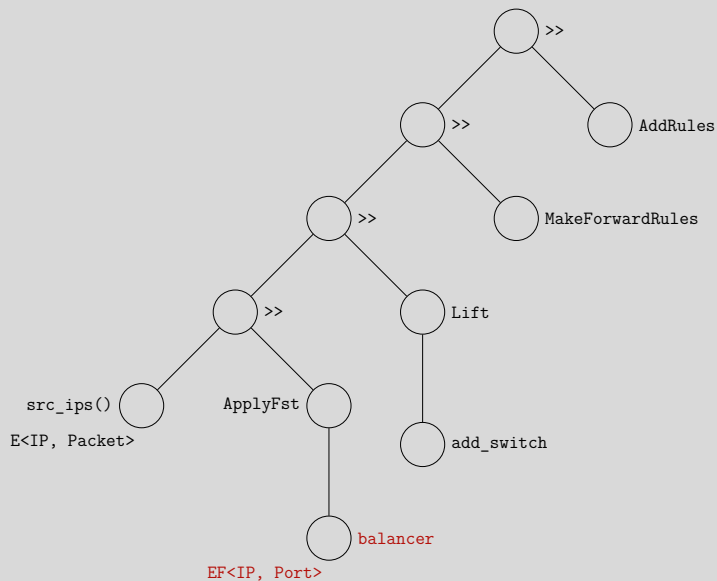 >>
>>
AddRules
>>
MakeForwardRules
>>
Lift
src_ips()
ApplyFst
E<IP, Packet>
add_switch
balancer
EF<IP, Port>